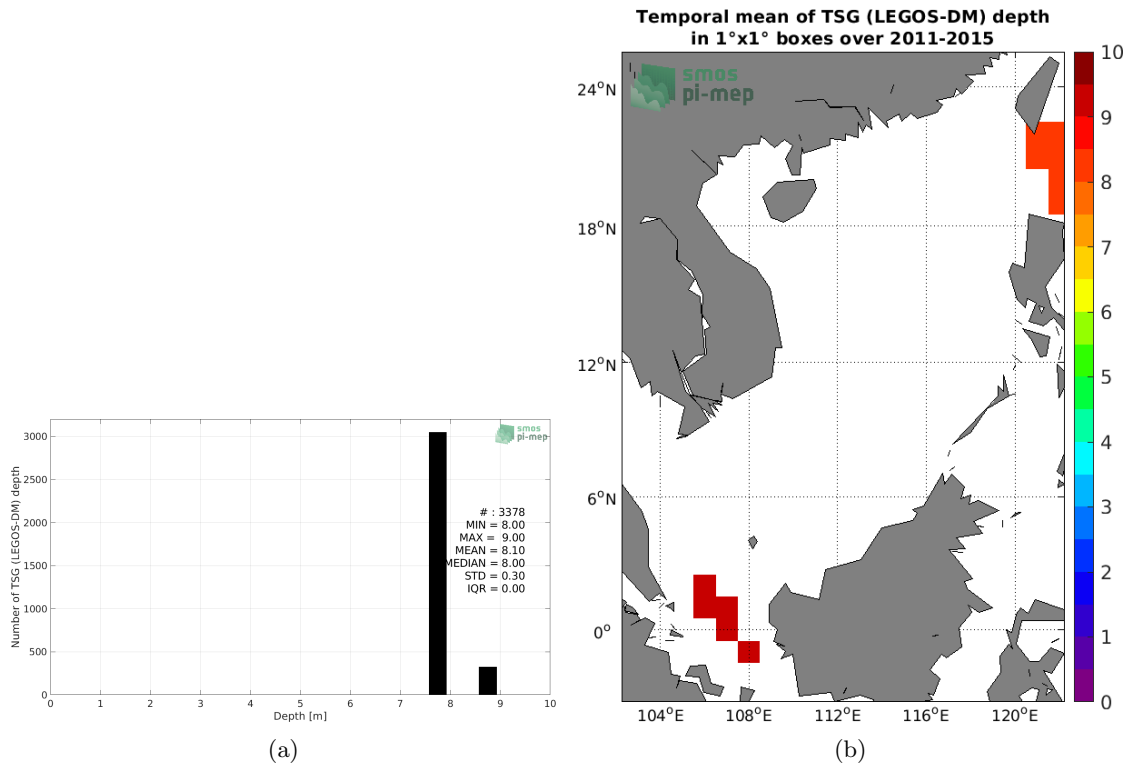 Temporal mean of TSG (LEGOS-DM) depth
in 1°x1° boxes over 2011-2015
smos
pi-mep
24°N
18°N
12°N
6°N
0°
104°E
108°E
112°E
116°E
120°E
10
9
8
7
6
5
4
3
2
1
0
Number of TSG (LEGOS-DM) depth
3000
2500
2000
1500
1000
500
0
smos
pi-mep
# : 3378
MIN = 8.00
MAX = 9.00
MEAN = 8.10
MEDIAN = 8.00
STD = 0.30
IQR = 0.00
0 1 2 3 4 5 6 7 8 9 10
Depth [m]
(a)
(b)